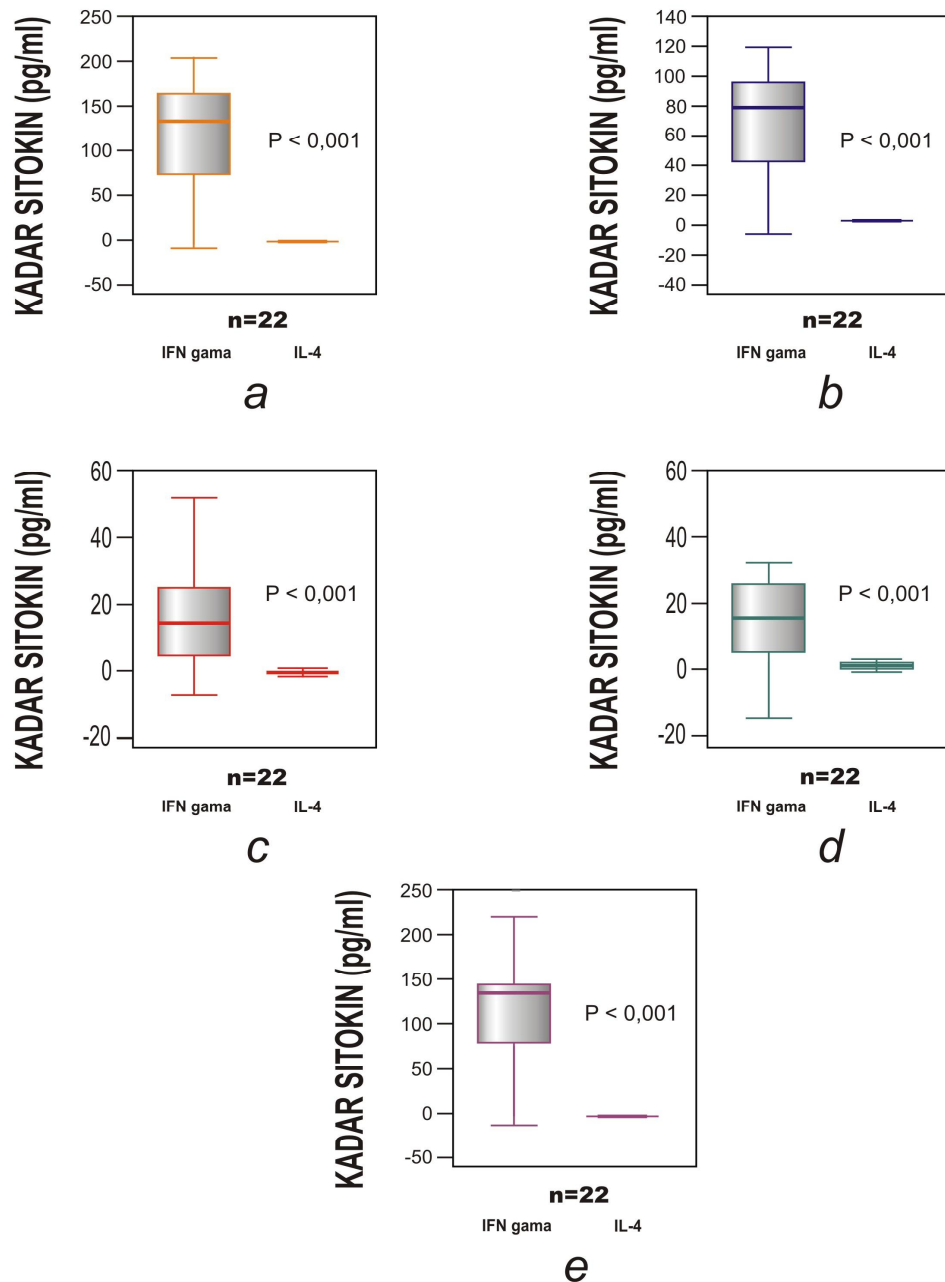 KADAR SITOKIN (pg/ml)
250
200
150
100
50
0
-50
P < 0,001
n=22
IFN gama IL-4
a
KADAR SITOKIN (pg/ml)
140
120
100
80
60
40
20
0
-20
-40
P < 0,001
n=22
IFN gama IL-4
b
KADAR SITOKIN (pg/ml)
60
40
20
0
-20
P < 0,001
n=22
IFN gama IL-4
c
KADAR SITOKIN (pg/ml)
60
40
20
0
-20
P < 0,001
n=22
IFN gama IL-4
d
KADAR SITOKIN (pg/ml)
250
200
150
100
50
0
-50
P < 0,001
n=22
IFN gama IL-4
e